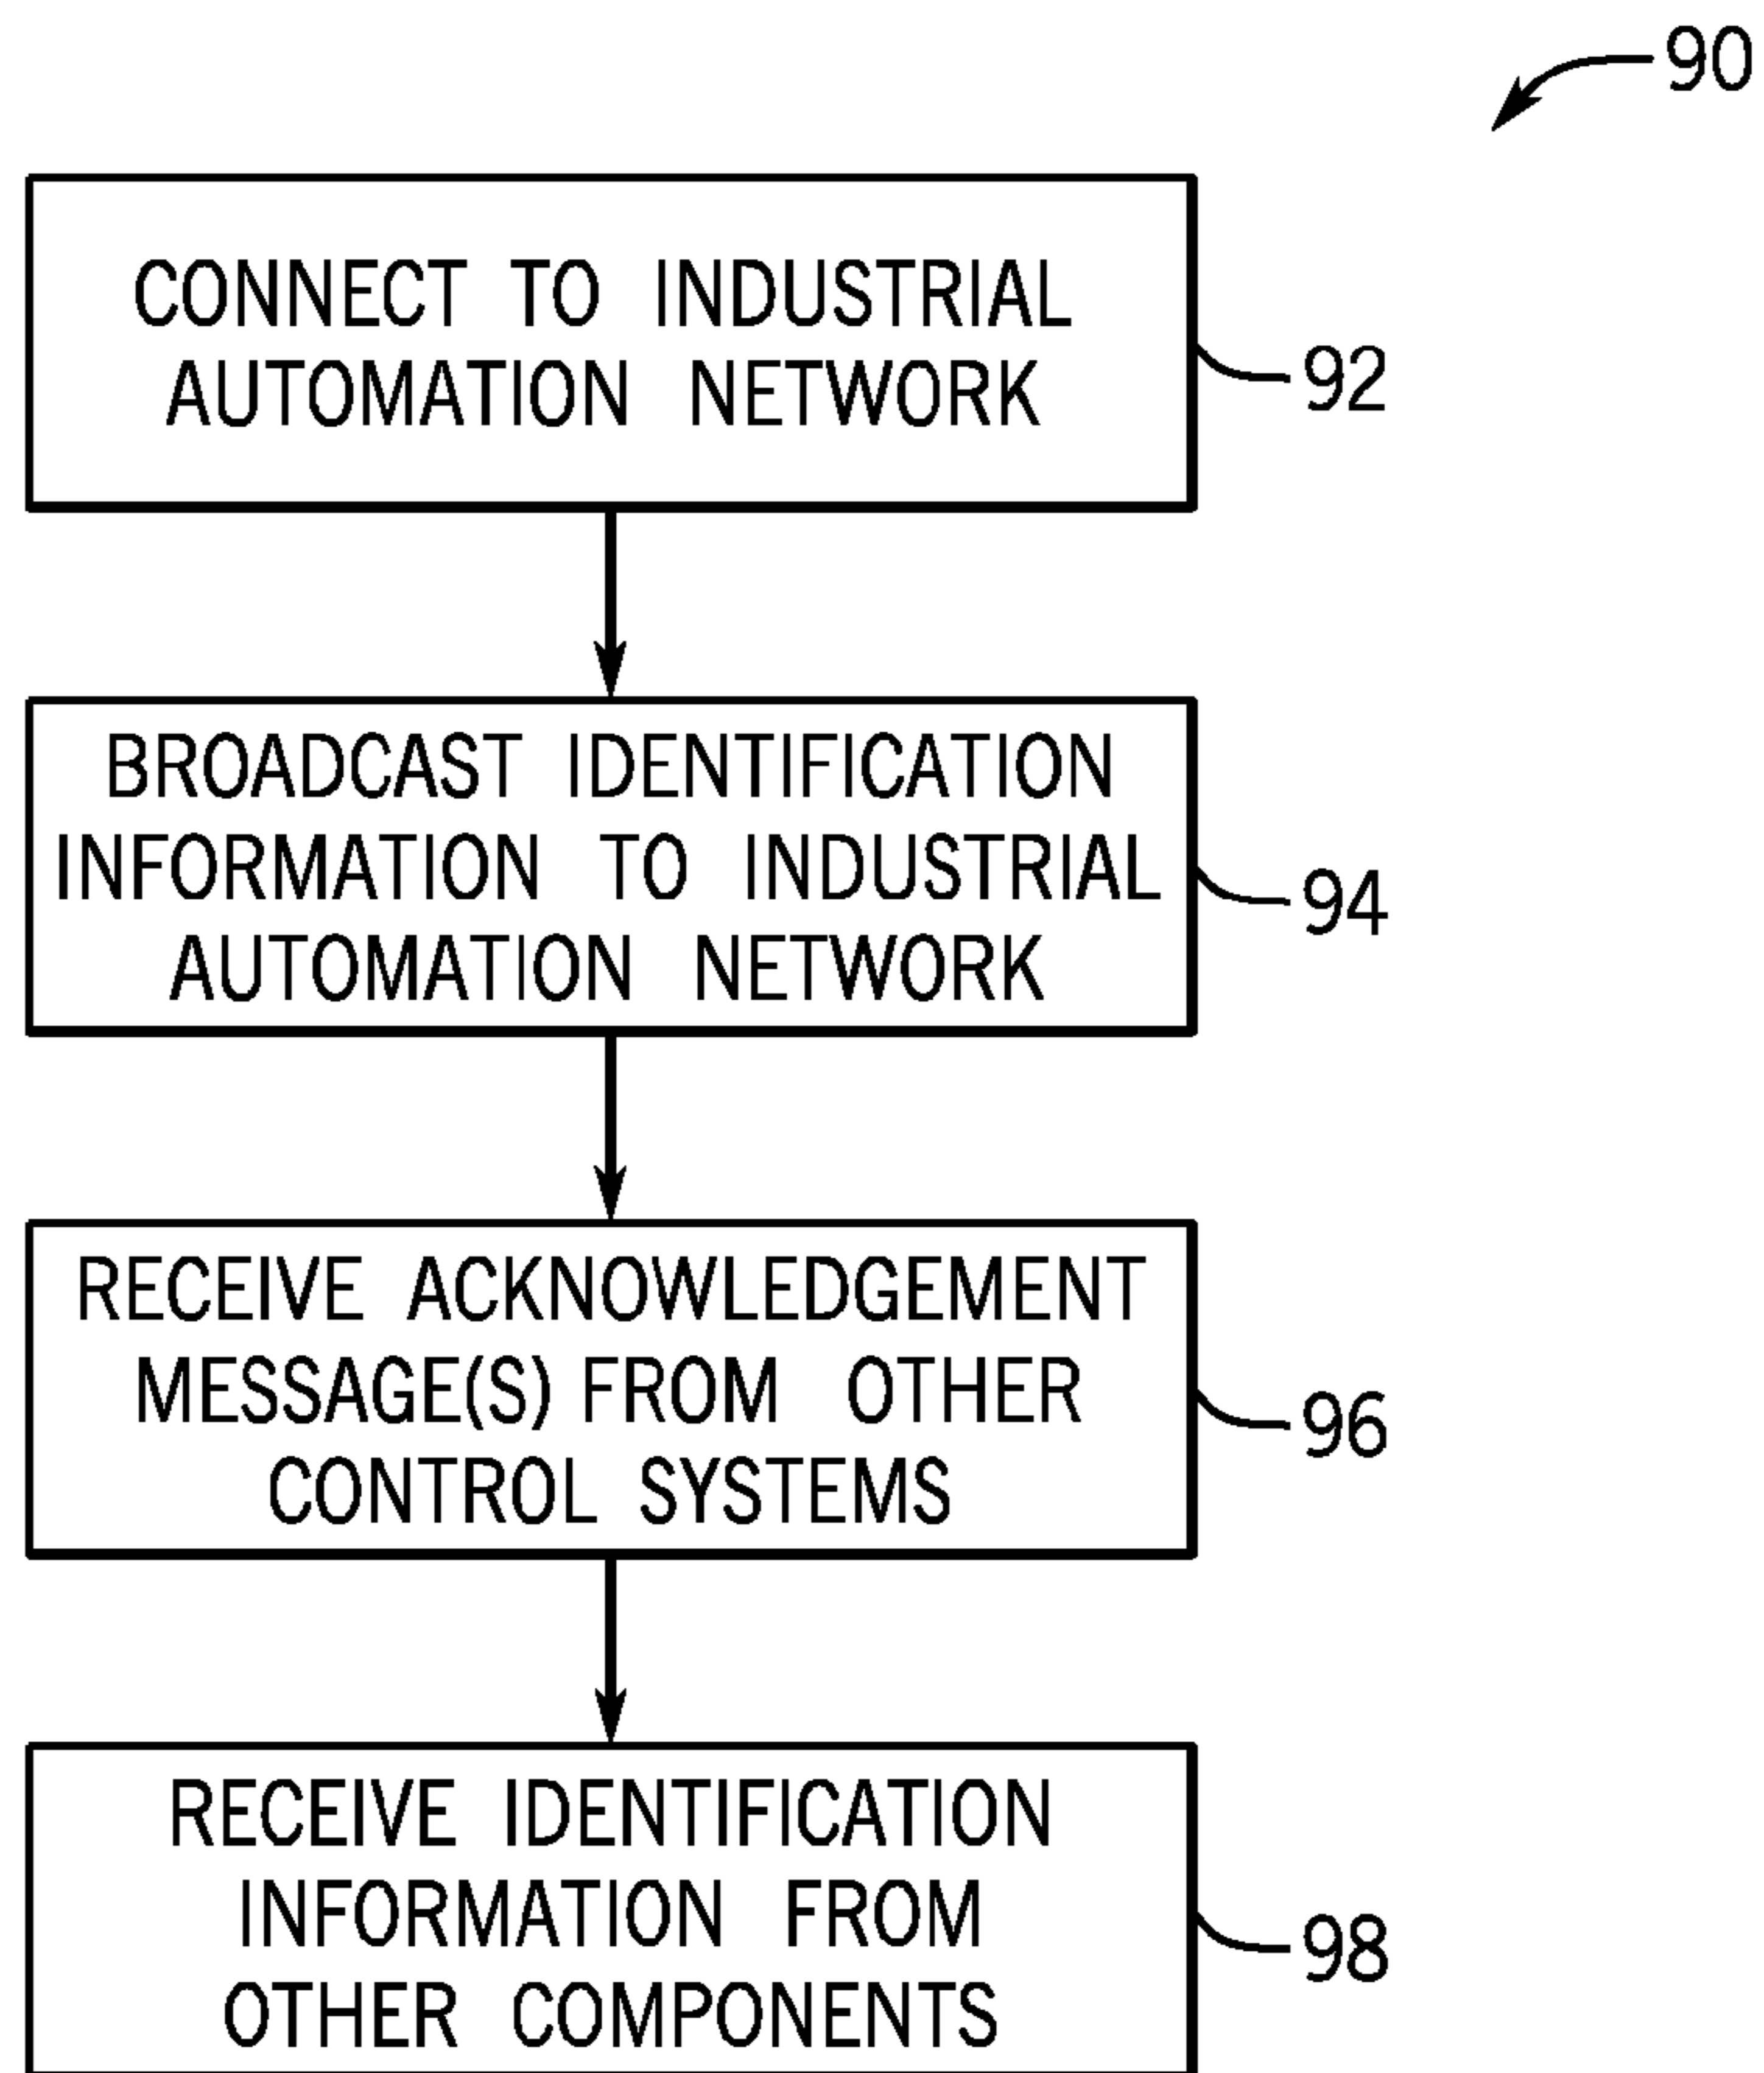 90
CONNECT TO INDUSTRIAL
AUTOMATION NETWORK
92
BROADCAST IDENTIFICATION
INFORMATION TO INDUSTRIAL
AUTOMATION NETWORK
94
RECEIVE ACKNOWLEDGEMENT
MESSAGE(S) FROM OTHER
CONTROL SYSTEMS
96
RECEIVE IDENTIFICATION
INFORMATION FROM
OTHER COMPONENTS
98